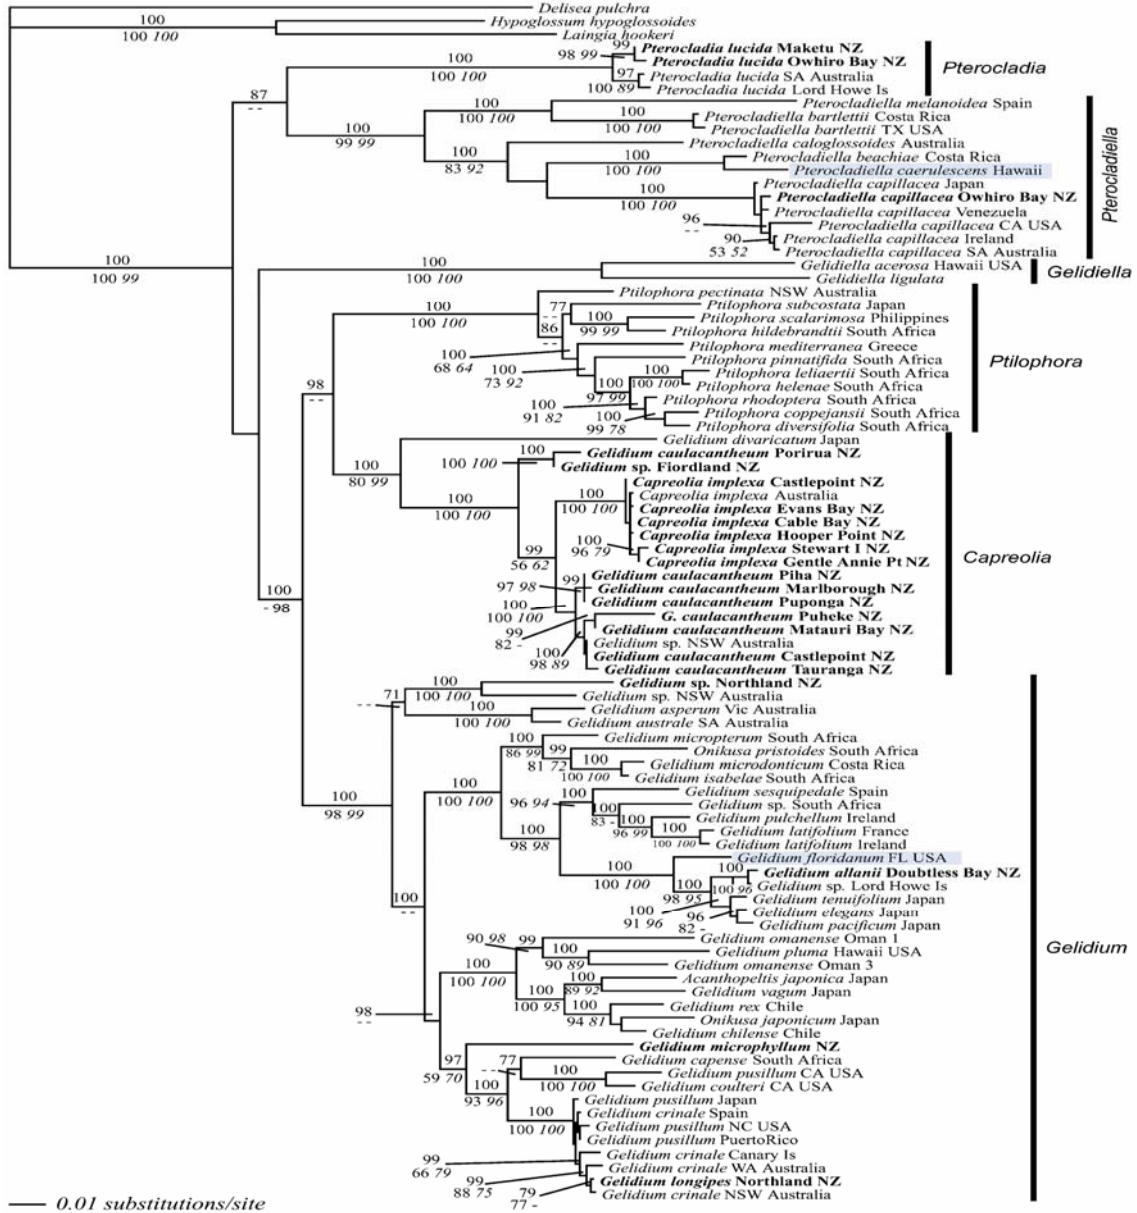 Delisea pulchra
100
Hypoglossum hypoglossoides
100 100
Laingia hookeri
99
Pterocladia lucida Maketu NZ
98 99
Pterocladia lucida Owhiro Bay NZ
100
97
Pterocladia lucida SA Australia
Pterocladia
100 100
100 89
Pterocladia lucida Lord Howe Is
87
--
100
Pterocladiella melanoidea Spain
100 100
100
Pterocladiella bartlettii Costa Rica
100
100 100
Pterocladiella bartlettii TX USA
99 99
100
Pterocladiella caloglossoides Australia
83 92
100
Pterocladiella beachiae Costa Rica
100 100
Pterocladiella caerulescens Hawaii
Pterocladiella
100
Pterocladiella capillacea Japan
100 100
Pterocladiella capillacea Owhiro Bay NZ
Pterocladiella capillacea Venezuela
96
--
Pterocladiella capillacea CA USA
90
Pterocladiella capillacea Ireland
53 52
Pterocladiella capillacea SA Australia
100
100 99
100
Gelidiella acerosa Hawaii USA
100 100
Gelidiella ligulata
Gelidiella
Ptilophora pectinata NSW Australia
100
100 100
77
--
Ptilophora subcostata Japan
100
Ptilophora scalarimosa Philippines
86
--
99 99
Ptilophora hildebrandtii South Africa
Ptilophora mediterranea Greece
100
68 64
Ptilophora pinnatifida South Africa
Ptilophora
100
73 92
100
Ptilophora leliaertii South Africa
100 100
Ptilophora helenae South Africa
100
97 99
Ptilophora rhodoptera South Africa
100
91 82
Ptilophora coppejansii South Africa
100
99 78
Ptilophora diversifolia South Africa
98
--
Gelidium divaricatum Japan
100
Gelidium caulacantheum Porirua NZ
100 100
Gelidium sp. Fiordland NZ
100
80 99
100
100 100
Capreolia implexa Castlepoint NZ
100
Capreolia implexa Australia
100 100
Capreolia implexa Evans Bay NZ
Capreolia implexa Cable Bay NZ
Capreolia implexa Hooper Point NZ
100
Capreolia implexa Stewart I NZ
96 79
Capreolia implexa Gentle Annie Pt NZ
Capreolia
99
56 62
99
Gelidium caulacantheum Piha NZ
97 98
Gelidium caulacantheum Marlborough NZ
100
Gelidium caulacantheum Puponga NZ
100 100
G. caulacantheum Puheke NZ
99
82 -
Gelidium caulacantheum Matauri Bay NZ
Gelidium sp. NSW Australia
100
98 89
Gelidium caulacantheum Castlepoint NZ
Gelidium caulacantheum Tauranga NZ
100
- 98
100
Gelidium sp. Northland NZ
71
--
100 100
Gelidium sp. NSW Australia
100
Gelidium asperum Vic Australia
100 100
Gelidium australe SA Australia
100
Gelidium micropterum South Africa
86 99
99
Onikusa pristoides South Africa
81 72
Gelidium microdonticum Costa Rica
100 100
Gelidium isabelae South Africa
100
100 100
Gelidium sesquipedale Spain
96 94
Gelidium sp. South Africa
100
83 -
100
Gelidium pulchellum Ireland
96 99
100
Gelidium latifolium France
100 100
Gelidium latifolium Ireland
100
98 99
100
98 98
Gelidium floridanum FL USA
100
100 100
100
Gelidium allanii Doubtless Bay NZ
100 96
Gelidium sp. Lord Howe Is
100
98 95
Gelidium tenuifolium Japan
100
91 96
Gelidium elegans Japan
96
82 -
Gelidium pacificum Japan
100
--
Gelidium
90 98
99
Gelidium omanense Oman 1
100
Gelidium pluma Hawaii USA
90 89
Gelidium omanense Oman 3
100
100 100
100
Acanthopeltis japonica Japan
89 92
Gelidium vagum Japan
100
100 95
100
Gelidium rex Chile
94 81
Onikusa japonicum Japan
Gelidium chilense Chile
98
--
Gelidium microphyllum NZ
97
59 70
77
--
Gelidium capense South Africa
100
Gelidium pusillum CA USA
100 100
Gelidium coulteri CA USA
100
93 96
Gelidium pusillum Japan
Gelidium crinale Spain
100
Gelidium pusillum NC USA
100 100
Gelidium pusillum PuertoRico
Gelidium crinale Canary Is
99
66 79
Gelidium crinale WA Australia
99
88 75
Gelidium longipes Northland NZ
79
77 -
Gelidium crinale NSW Australia
0.01 substitutions/site